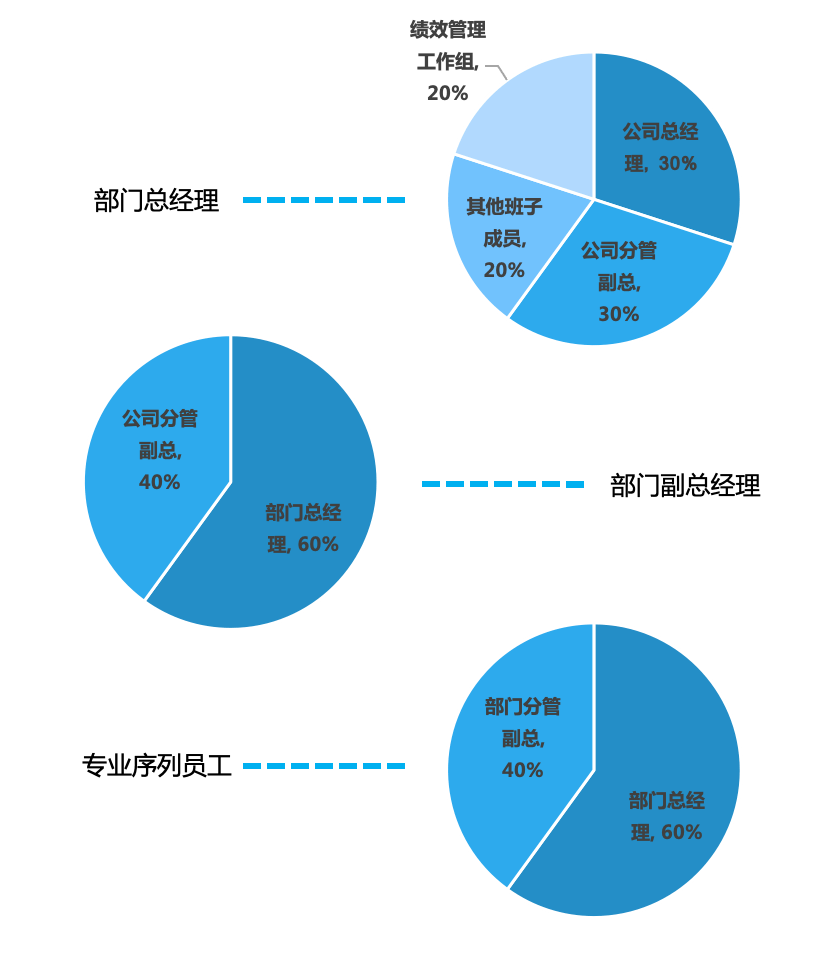 绩效管理
工作组,
20%
公司总经
理, 30%
部门总经理
其他班子
成员,
20%
公司分管
副总,
30%
公司分管
副总,
40%
部门总经
理, 60%
部门副总经理
部门分管
副总,
40%
专业序列员工
部门总经
理, 60%